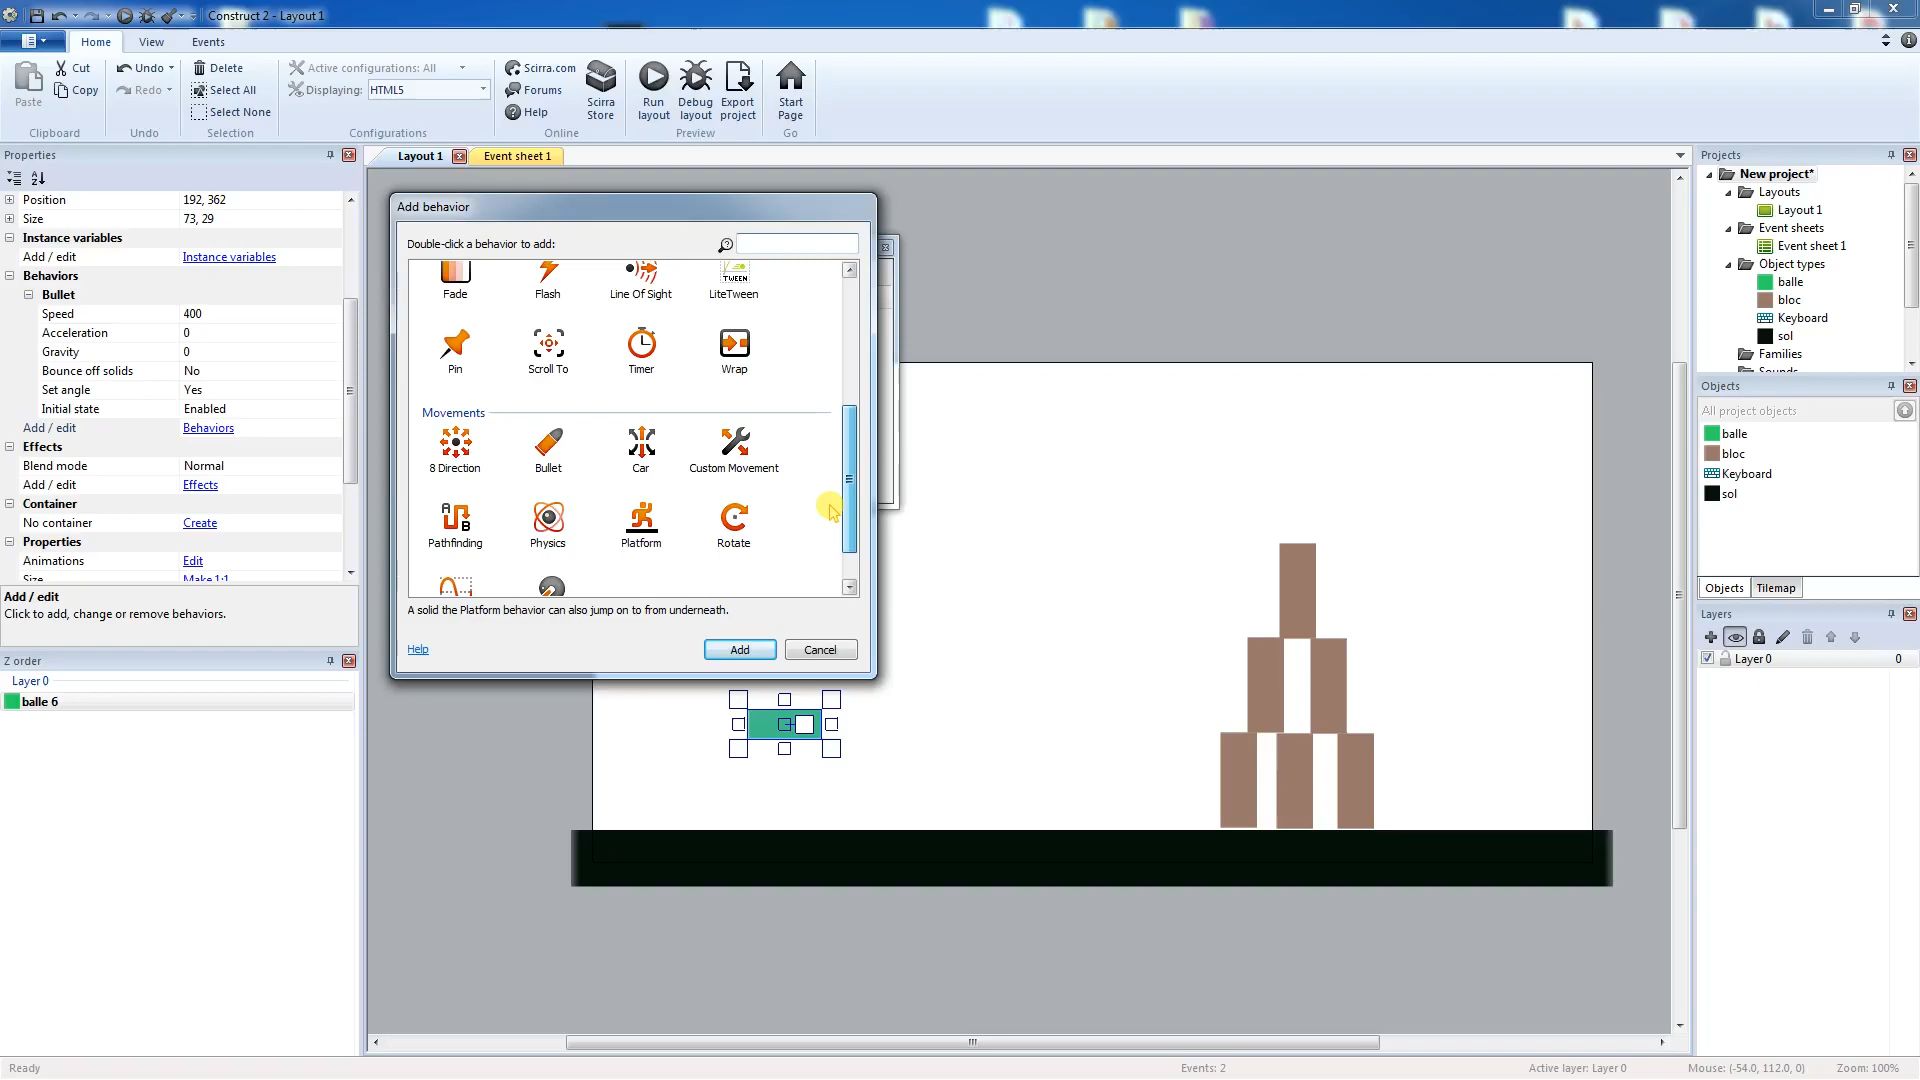 Construct 2 - Layout 1
Home
View
Events
Paste
Cut
Copy
Clipboard
Undo
Redo
Undo
Delete
Select All
Select None
Selection
Active configurations: All
Displaying:
HTML5
Configurations
Scirra.com
Forums
Help
Scirra
Store
Online
Run
layout
Debug
layout
Export
project
Preview
Start
Page
Go
Properties
Position 192, 362
Size 73, 29
Instance variables
Add / edit Instance variables
Behaviors
Bullet
Speed 400
Acceleration 0
Gravity 0
Bounce off solids No
Set angle Yes
Initial state Enabled
Add / edit Behaviors
Effects
Blend mode Normal
Add / edit Effects
Container
No container Create
Properties
Animations Edit
Size Make 1:1
Add / edit
Click to add, change or remove behaviors.
Z order
Layer 0
balle 6
Layout 1
Event sheet 1
Add behavior
Double-click a behavior to add:
Fade
Flash
Line Of Sight
TWEEN
LiteTween
Pin
Scroll To
Timer
Wrap
Movements
8 Direction
Bullet
Car
Custom Movement
A
B
Pathfinding
Physics
Platform
Rotate
A solid the Platform behavior can also jump on to from underneath.
Help
Add
Cancel
Projects
New project*
Layouts
Layout 1
Event sheets
Event sheet 1
Object types
balle
bloc
Keyboard
sol
Families
Sounds
Objects
All project objects
balle
bloc
Keyboard
sol
Objects
Tilemap
Layers
Layer 0 0
Ready
Events: 2
Active layer: Layer 0
Mouse: (-54.0, 112.0, 0)
Zoom: 100%